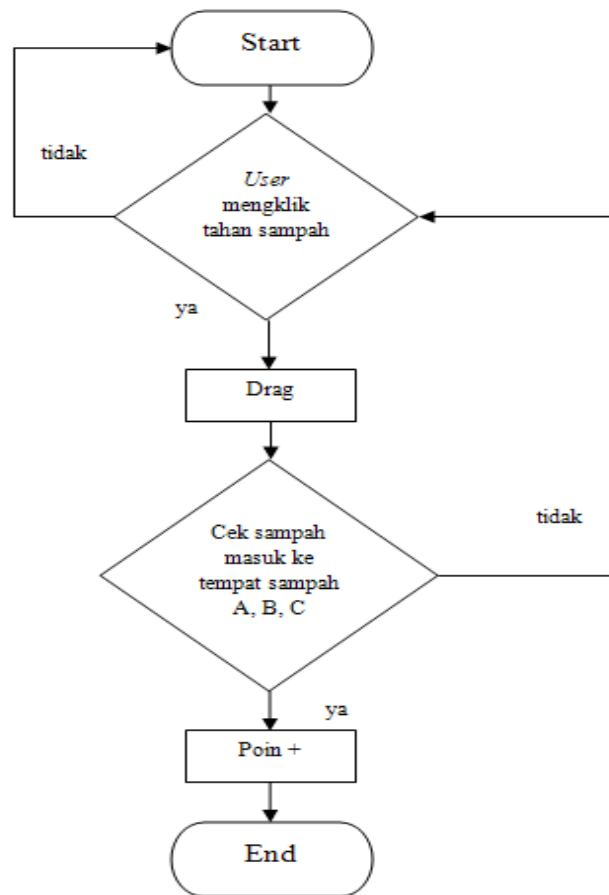 Start
tidak
User
mengklik
tahan sampah
ya
Drag
Cek sampah
masuk ke
tempat sampah
A, B, C
tidak
ya
Poin +
End